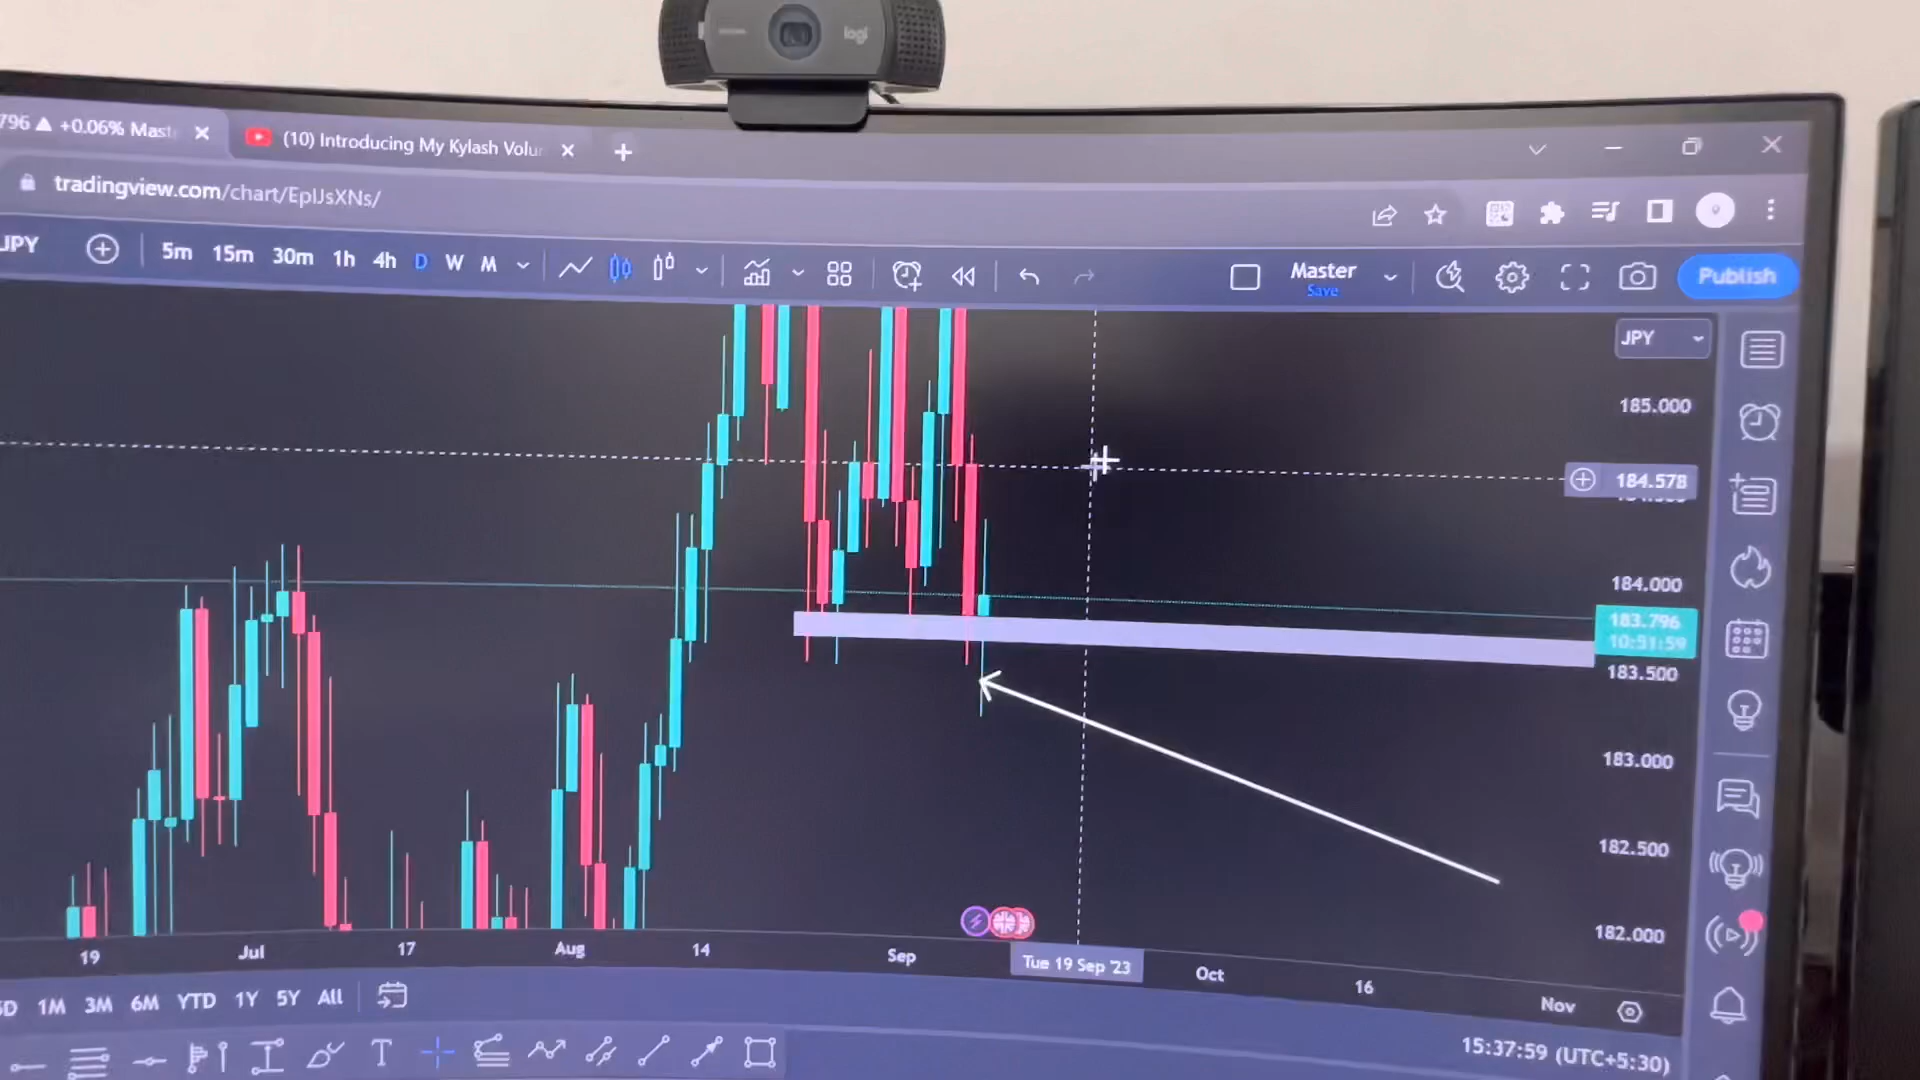 logi
796 ▲ +0.06% Mast
(10) Introducing My Kylash Volu
tradingview.com/chart/EpIJsXNs/
JPY 5m 15m 30m 1h 4h D W M Master Publish
Save
JPY
185.000
184.578
184.000
183.796
10:51:59
183.500
183.000
182.500
182.000
19 Jul 17 Aug 14 Sep Tue 19 Sep '23 Oct 16 Nov
5D 1M 3M 6M YTD 1Y 5Y All
15:37:59 (UTC+5:30)